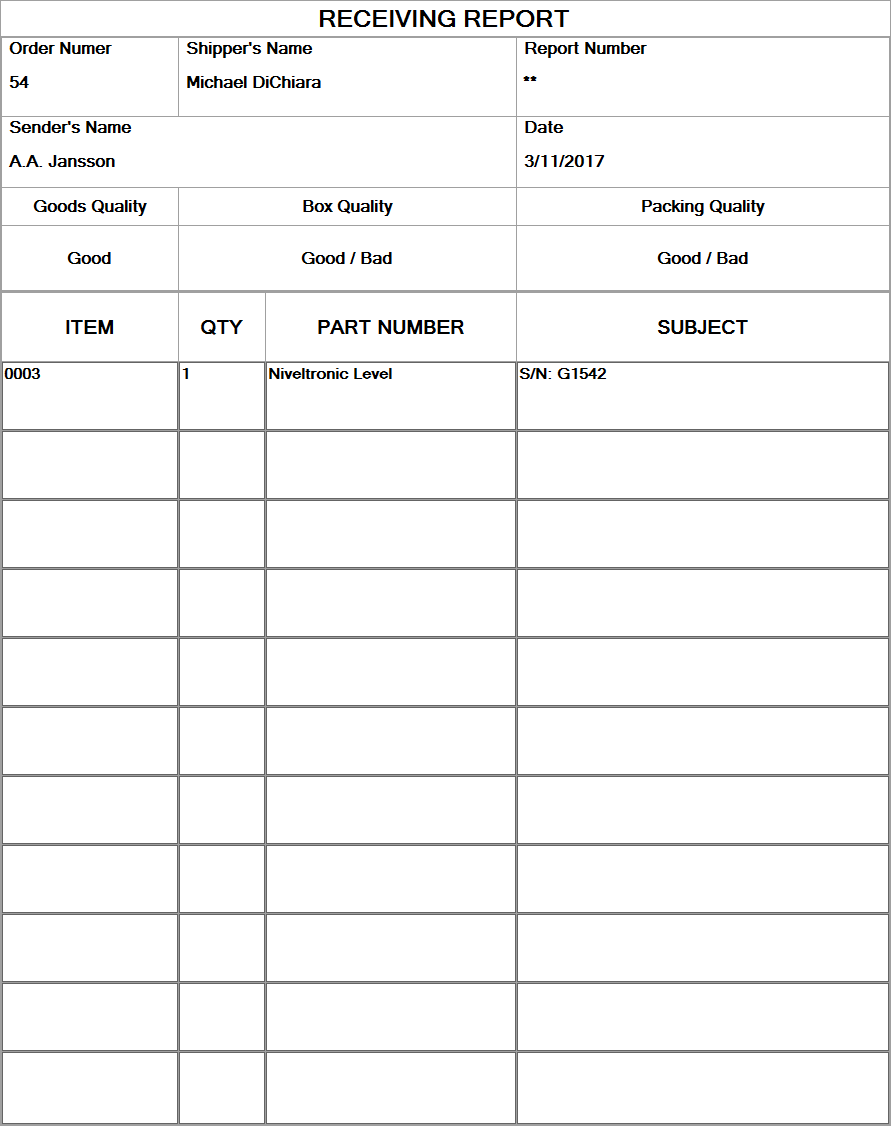 RECEIVING REPORT
Order Numer
Shipper's Name
Report Number
54
Michael DiChiara
**
Sender's Name
Date
A.A. Jansson
3/11/2017
Goods Quality
Box Quality
Packing Quality
Good
Good / Bad
Good / Bad
ITEM
QTY
PART NUMBER
SUBJECT
0003
1
Niveltronic Level
S/N: G1542